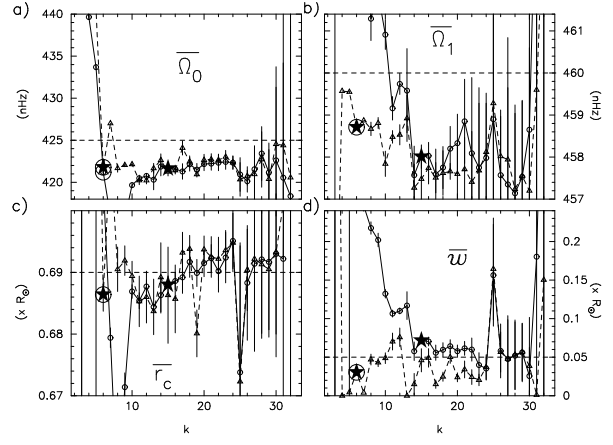 a) b)
440 Ω̅₀ Ω̅₁ 461
435 460
430 459
425 458
420 457
(nHz) (nHz)
c) d)
0.69 w̅ 0.2
0.68 0.15
0.67 r̅c 0.1
0.05
0
(x R⊙) (x R⊙)
0 10 20 30 0 10 20 30
k k